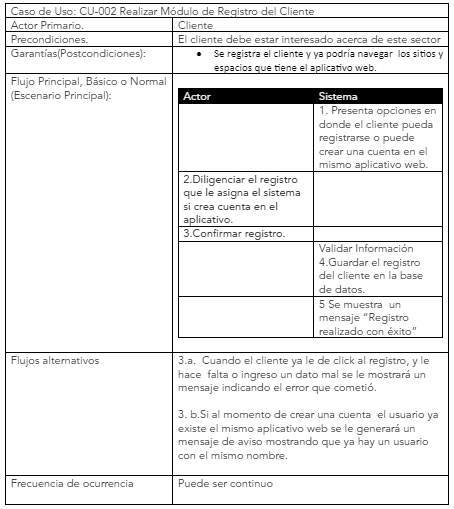 Caso de Uso: CU-002 Realizar Módulo de Registro del Cliente
Actor Primario.
Cliente
Precondiciones.
El cliente debe estar interesado acerca de este sector
Garantías(Postcondiciones):
• Se registra el cliente y ya podría navegar los sitios y
espacios que tiene el aplicativo web.
Flujo Principal, Básico o Normal
(Escenario Principal):
Actor
Sistema
1. Presenta opciones en
donde el cliente pueda
registrarse o puede
crear una cuenta en el
mismo aplicativo web.
2.Diligenciar el registro
que le asigna el sistema
si crea cuenta en el
aplicativo.
3.Confirmar registro.
Validar Información
4.Guardar el registro
del cliente en la base
de datos.
5 Se muestra un
mensaje “Registro
realizado con éxito”
Flujos alternativos
3.a. Cuando el cliente ya le de click al registro, y le
hace falta o ingreso un dato mal se le mostrará un
mensaje indicando el error que cometió.
3. b.Si al momento de crear una cuenta el usuario ya
existe el mismo aplicativo web se le generará un
mensaje de aviso mostrando que ya hay un usuario
con el mismo nombre.
Frecuencia de ocurrencia
Puede ser continuo